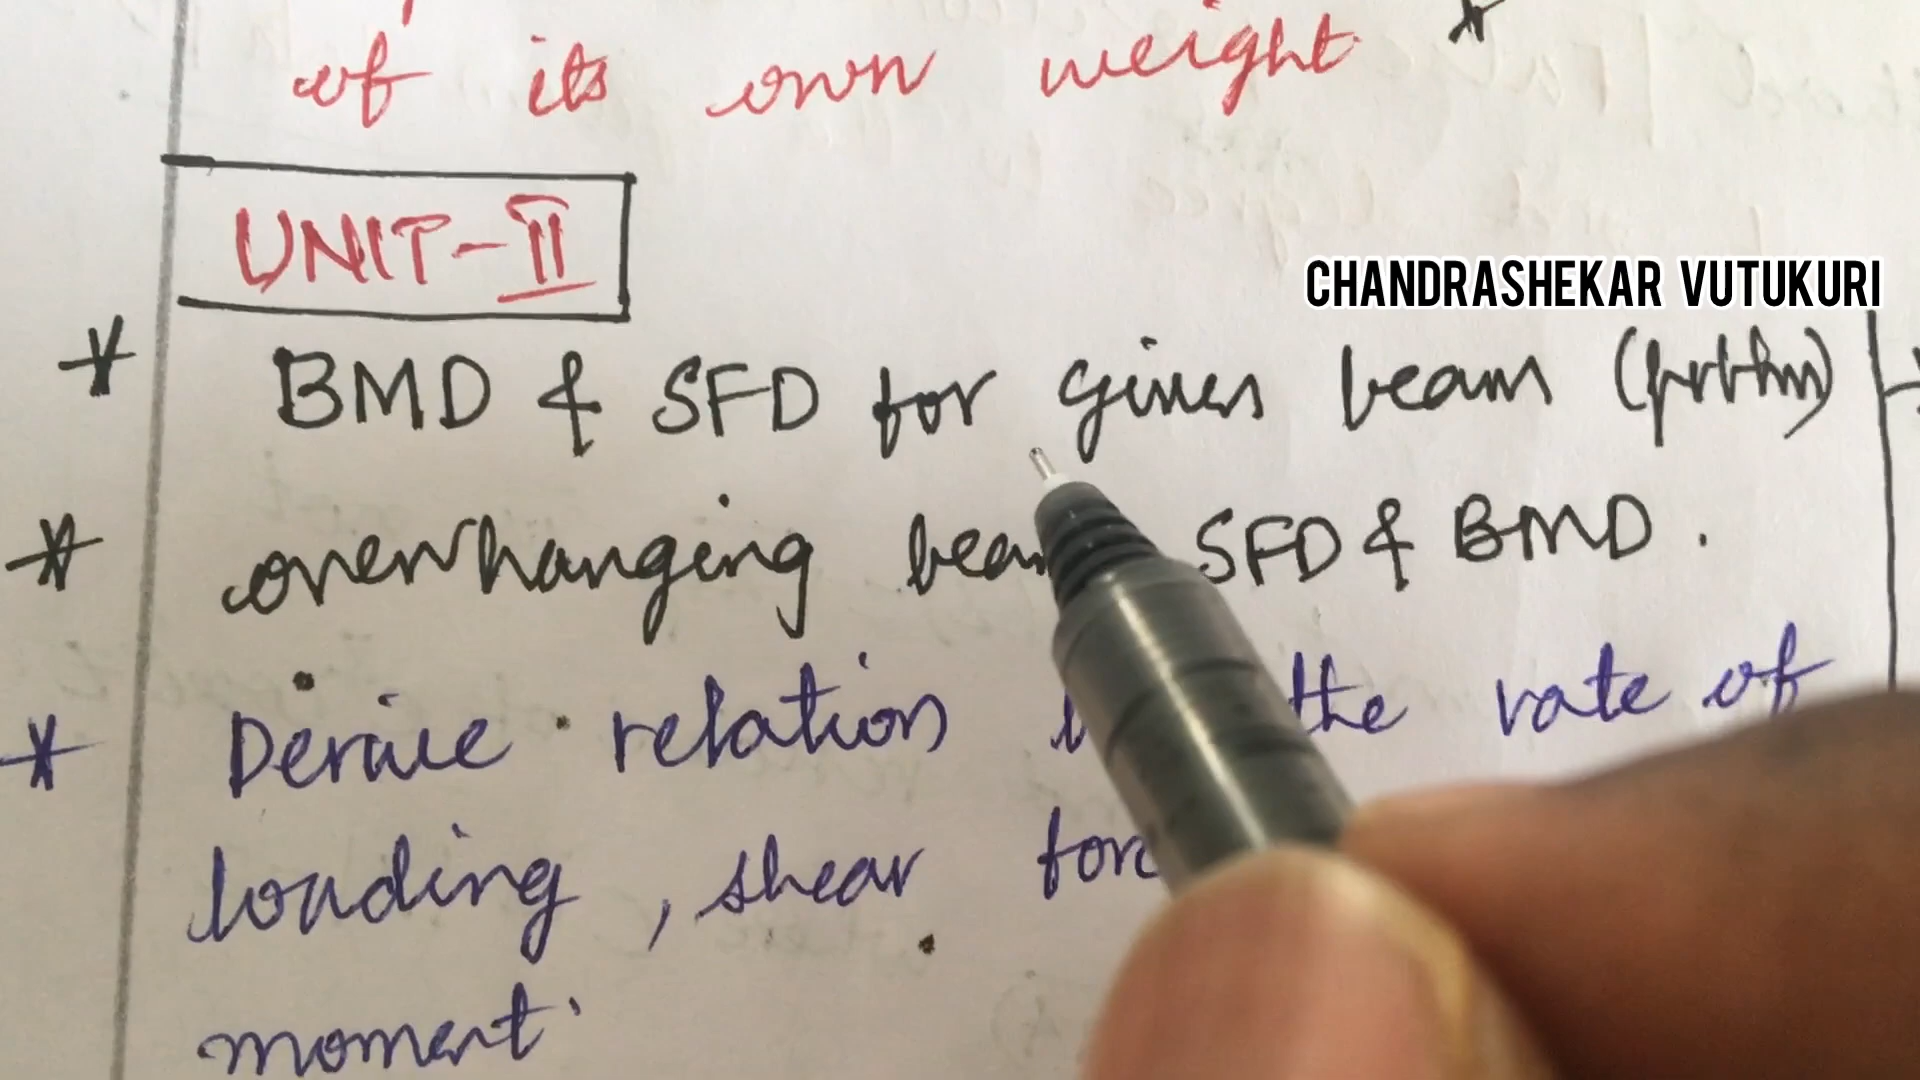 of its own weight. *
UNIT-II
CHANDRASHEKAR VUTUKURI
* BMD & SFD for given beam (prblm)
* overhanging beam SFD & BMD.
* Derive relation the rate of
loading, shear forc
moment.